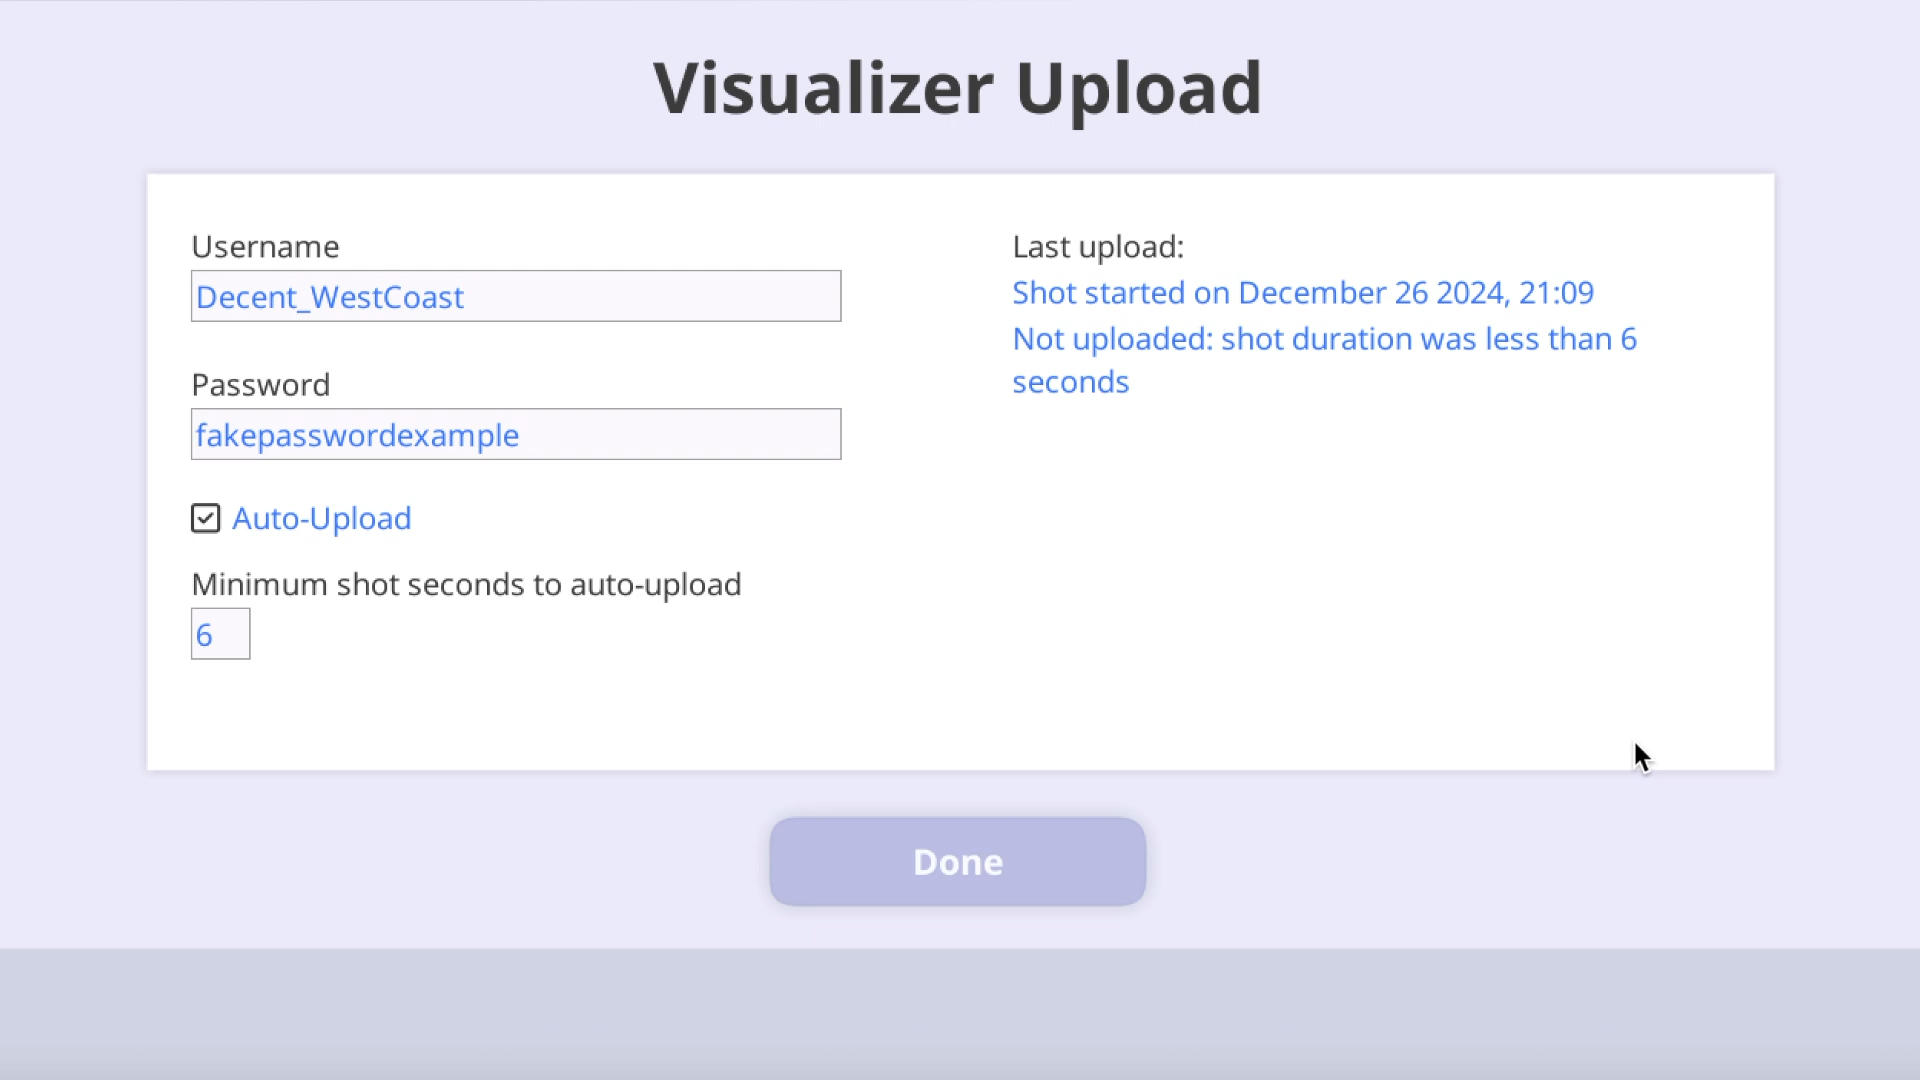 Visualizer Upload
Username
Decent_WestCoast
Password
fakepasswordexample
Auto-Upload
Minimum shot seconds to auto-upload
6
Last upload:
Shot started on December 26 2024, 21:09
Not uploaded: shot duration was less than 6
seconds
Done